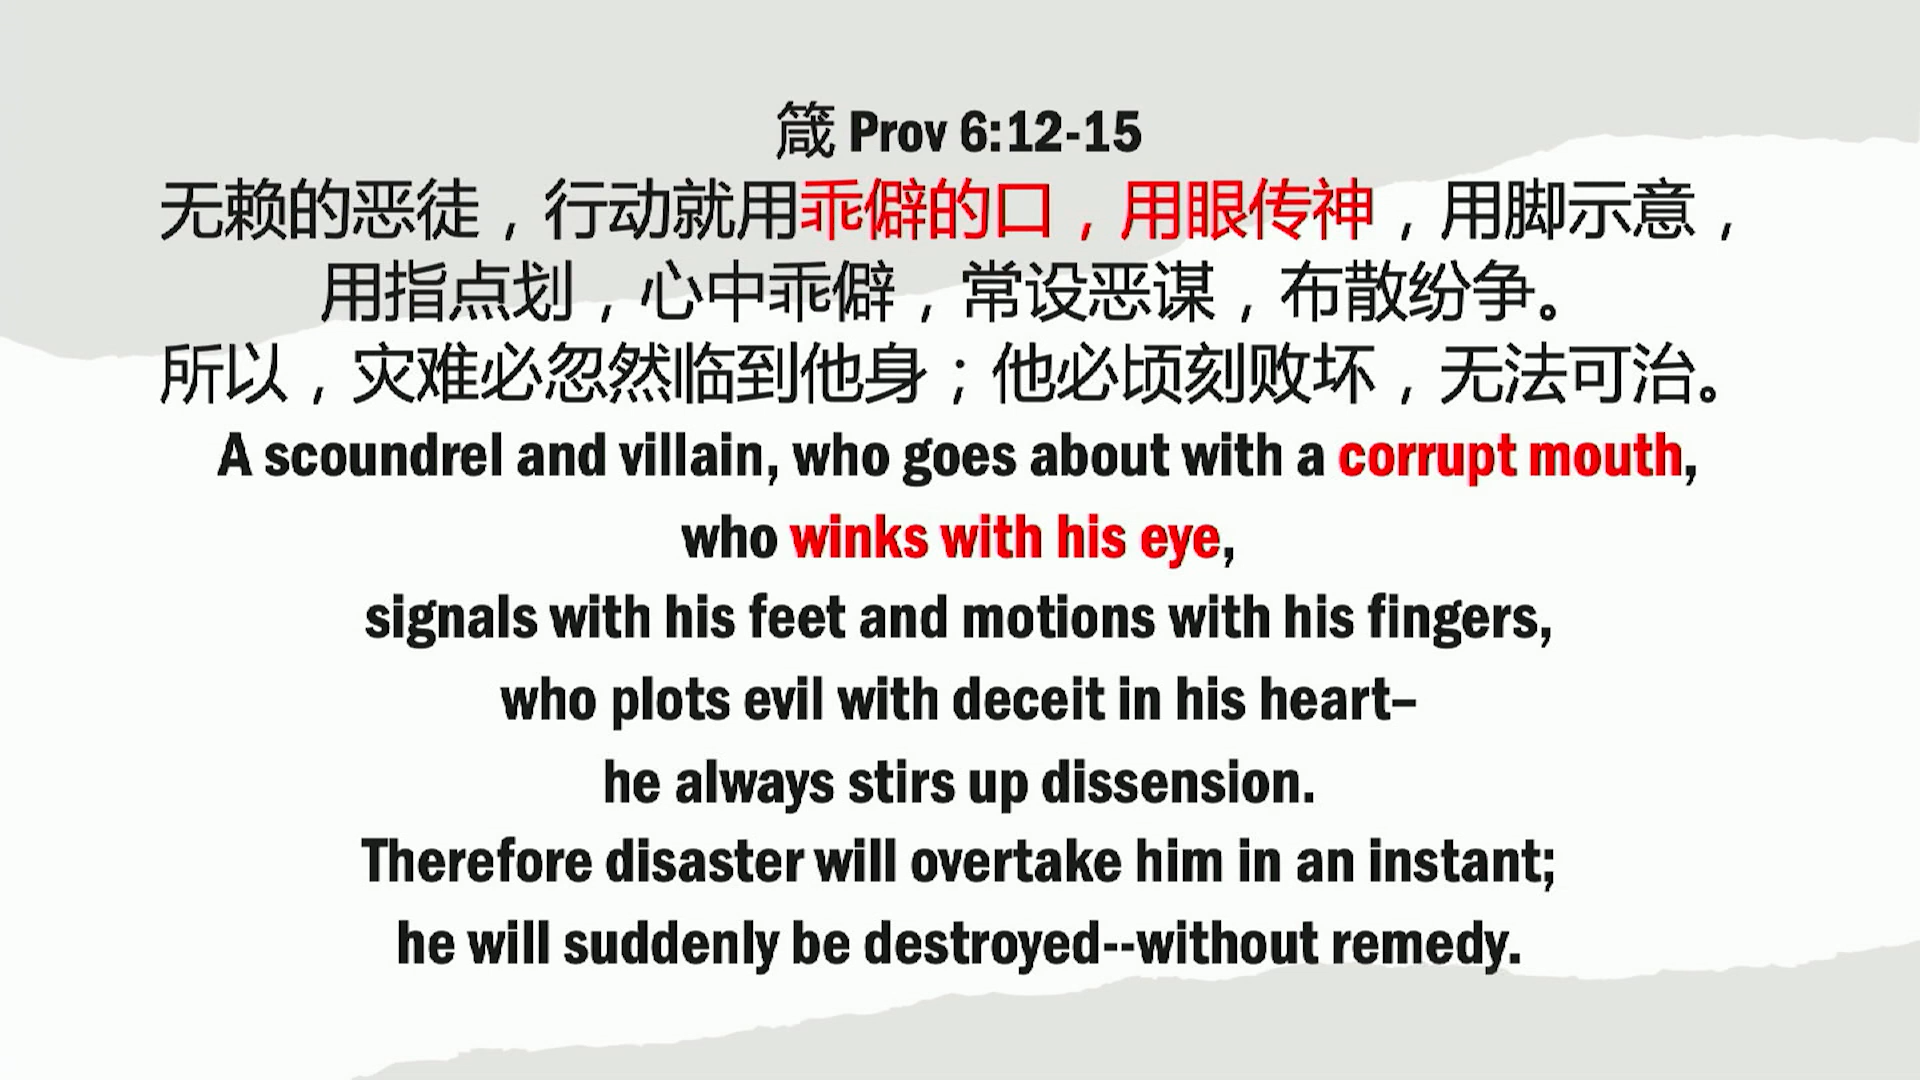 箴 Prov 6:12-15
无赖的恶徒，行动就用乖僻的口，用眼传神，用脚示意，
用指点划，心中乖僻，常设恶谋，布散纷争。
所以，灾难必忽然临到他身；他必顷刻败坏，无法可治。
A scoundrel and villain, who goes about with a corrupt mouth,
who winks with his eye,
signals with his feet and motions with his fingers,
who plots evil with deceit in his heart–
he always stirs up dissension.
Therefore disaster will overtake him in an instant;
he will suddenly be destroyed--without remedy.